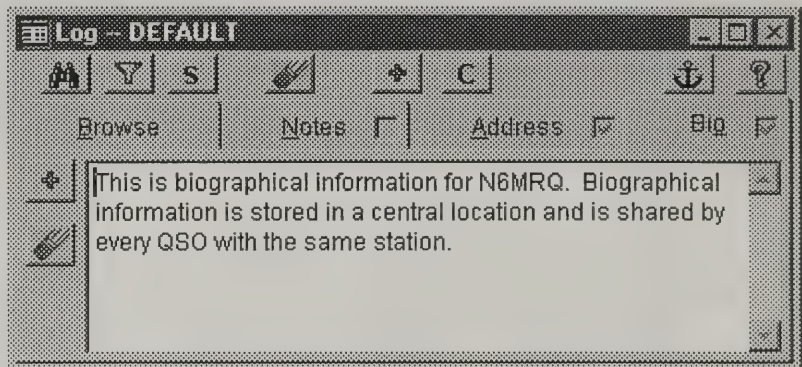 Log -- DEFAULT
S C ?
Browse Notes Address Bio
This is biographical information for N6MRQ. Biographical
information is stored in a central location and is shared by
every QSO with the same station.